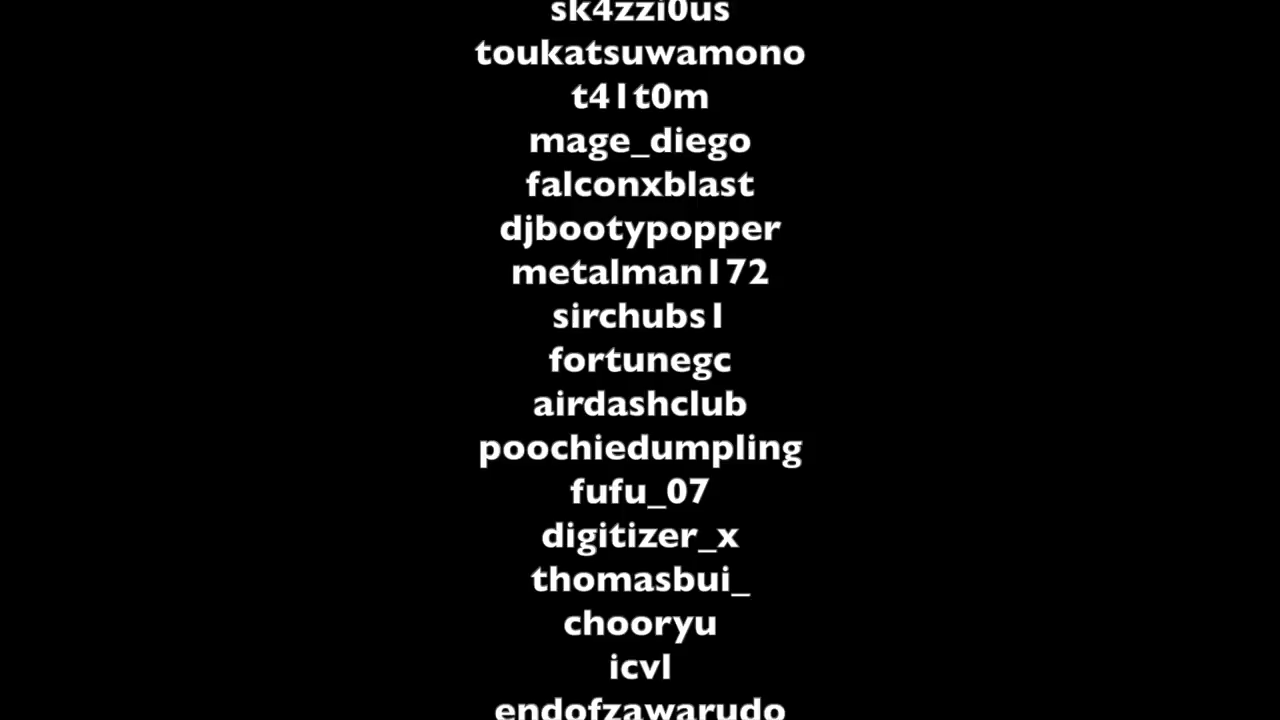 sk4zzi0us
toukatsuwamono
t41t0m
mage_diego
falconxblast
djbootypopper
metalman172
sirchubs1
fortunegc
airdashclub
poochiedumpling
fufu_07
digitizer_x
thomasbui_
chooryu
icvl
endofzawarudo